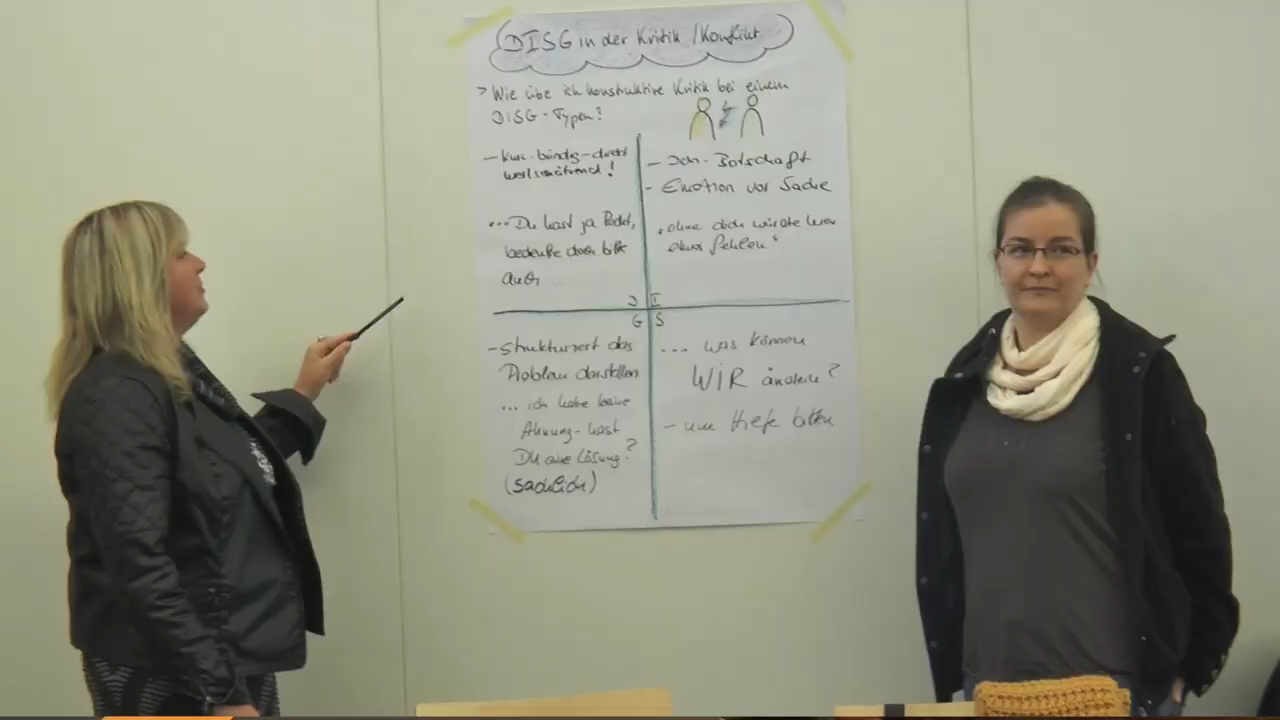 DISG in der Kritik / Konflikt
> Wie übe ich konstruktive Kritik bei einem
DISG-Typen?
- kurz-bündig-direkt
wertschätzend!
... Du hast ja Recht,
bedenke doch bitte
auch
D
- Ich-Botschaft
- Emotion vor Sache
"ohne dich würde hier
etwas fehlen"
I
G
- Strukturiert das
Problem darstellen
... ich habe keine
Ahnung - hast
Du eine Lösung?
(sachlich)
S
... was können
WIR ändern?
- um Hilfe bitten